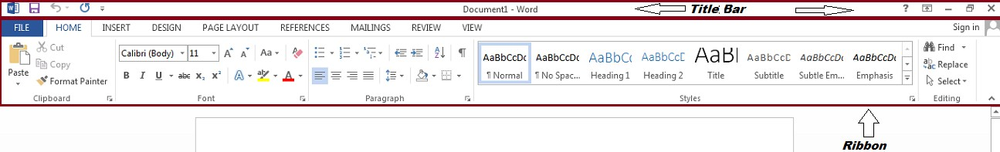 Document1 - Word
Title Bar
?
FILE HOME INSERT DESIGN PAGE LAYOUT REFERENCES MAILINGS REVIEW VIEW Sign in
Paste
Cut
Copy
Format Painter
Clipboard
Calibri (Body) 11 A A Aa
B I U abc X₂ X² A ab A
Font
A Z
Paragraph
AaBbCcDc AaBbCcDc AaBbCc AaBbCcD AaBl AaBbCcD AaBbCcDc AaBbCcDc
¶ Normal ¶ No Spac... Heading 1 Heading 2 Title Subtitle Subtle Em... Emphasis
Styles
Find
Replace
Select
Editing
Ribbon